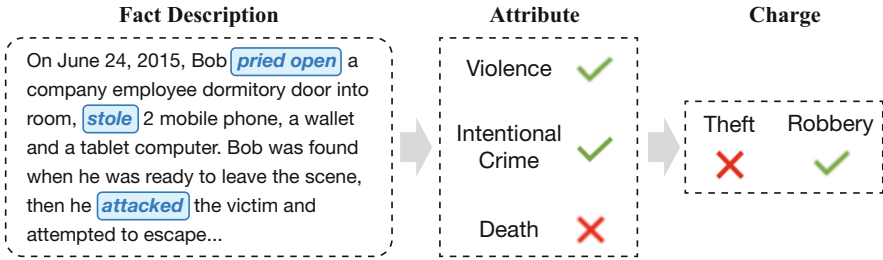 Fact Description
On June 24, 2015, Bob pried open a
company employee dormitory door into
room, stole 2 mobile phone, a wallet
and a tablet computer. Bob was found
when he was ready to leave the scene,
then he attacked the victim and
attempted to escape...
Attribute
Violence
Intentional
Crime
Death
Charge
Theft Robbery